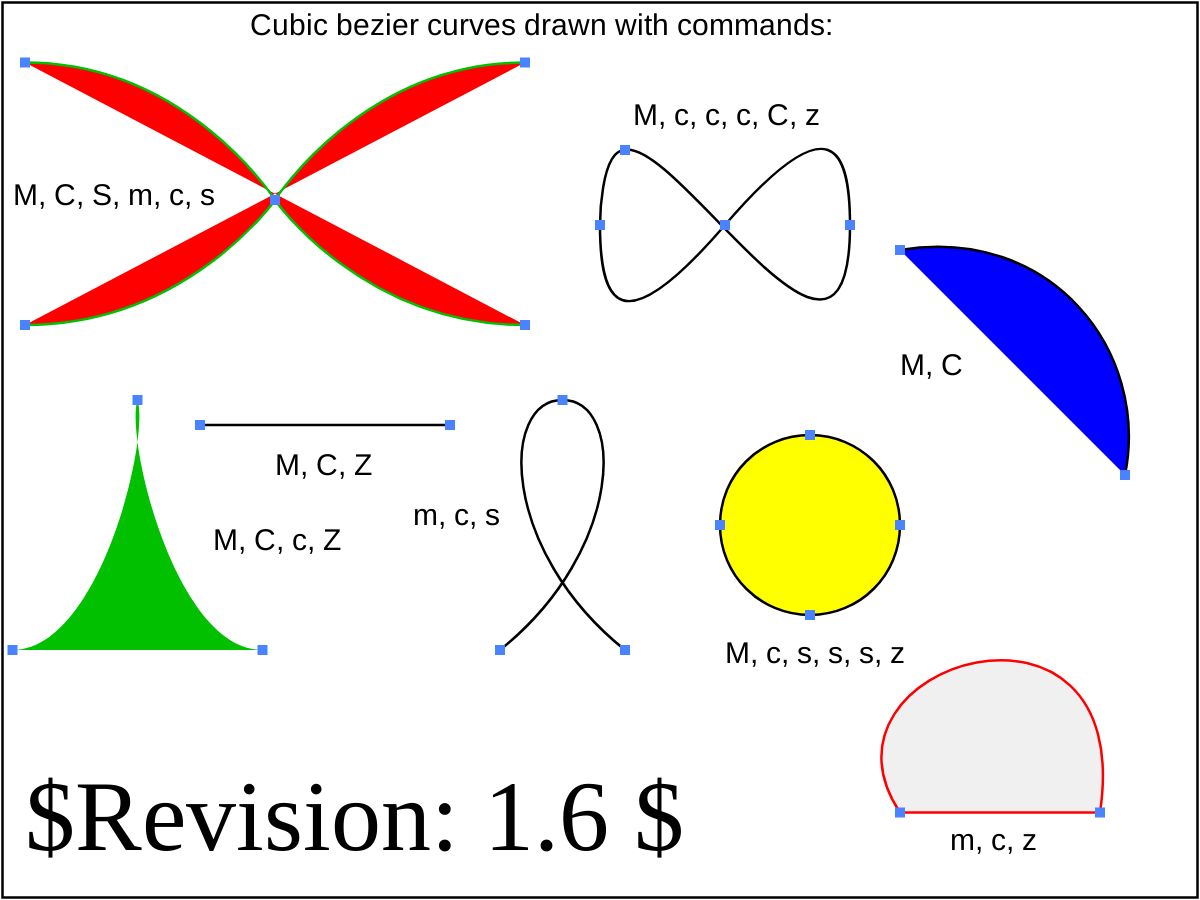 Cubic bezier curves drawn with commands:
M, c, c, c, C, z
M, C, S, m, c, s
M, C
M, C, Z
m, c, s
M, C, c, Z
M, c, s, s, s, z
$Revision: 1.6 $
m, c, z